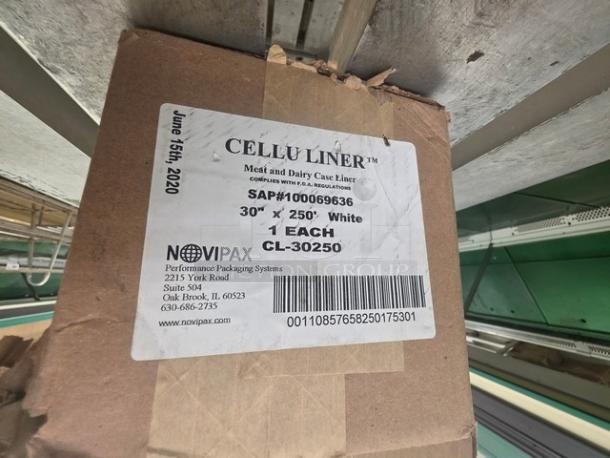 June 15th, 2020
CELLU LINER™
Meat and Dairy Case Liner
COMPLIES WITH F.D.A. REGULATIONS
SAP#100069636
30" x 250' White
1 EACH
CL-30250
NOVIPAX
Performance Packaging Systems
2215 York Road
Suite 504
Oak Brook, IL 60523
630-686-2735
www.novipax.com
00110857658250175301
GROUP